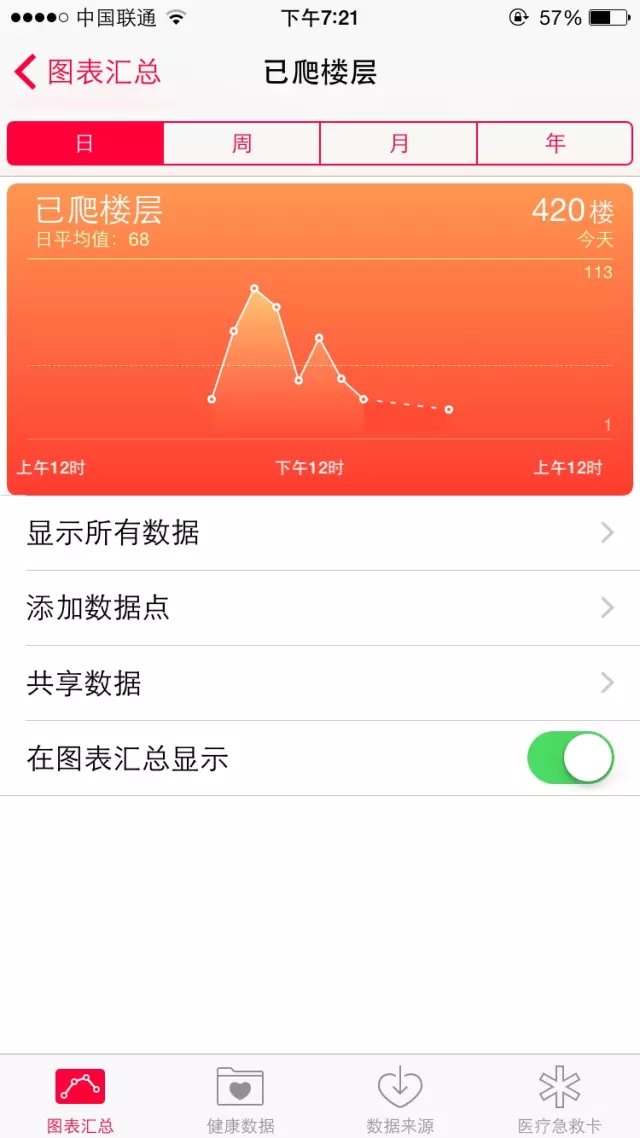 中国联通 下午7:21 57%
图表汇总 已爬楼层
日 周 月 年
已爬楼层 420楼
日平均值：68 今天
113
1
上午12时 下午12时 上午12时
显示所有数据
添加数据点
共享数据
在图表汇总显示
图表汇总 健康数据 数据来源 医疗急救卡